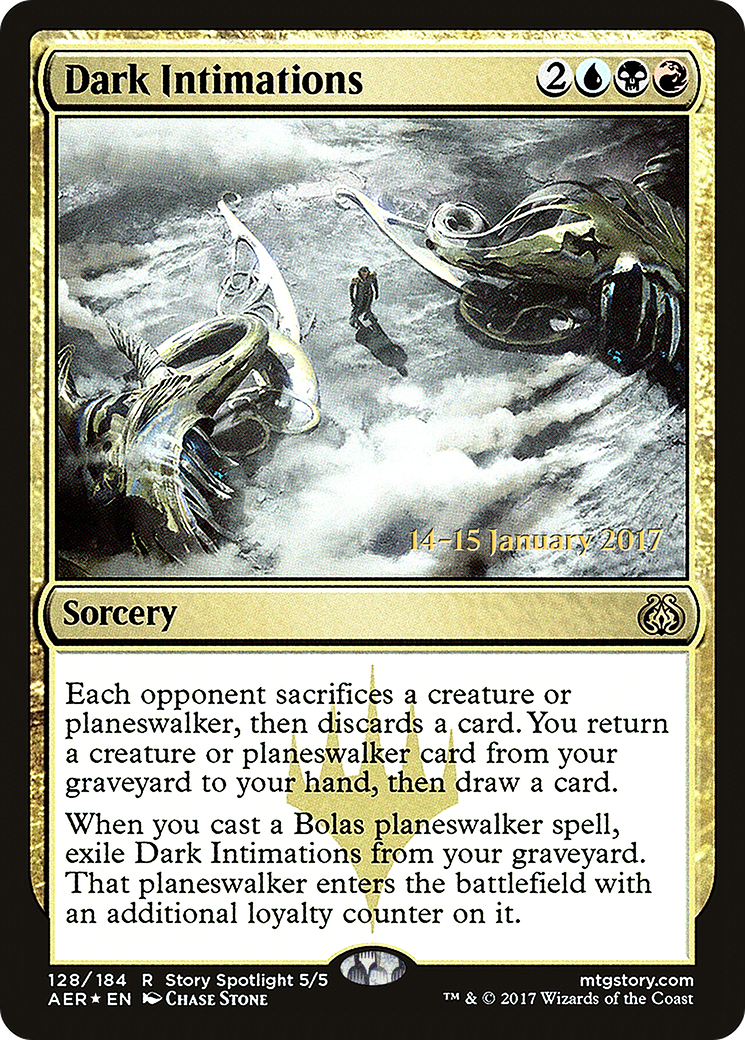 Dark Intimations 2
14–15 January 2017
Sorcery
Each opponent sacrifices a creature or
planeswalker, then discards a card. You return
a creature or planeswalker card from your
graveyard to your hand, then draw a card.
When you cast a Bolas planeswalker spell,
exile Dark Intimations from your graveyard.
That planeswalker enters the battlefield with
an additional loyalty counter on it.
128/184 R Story Spotlight 5/5 mtgstory.com
AER★EN Chase Stone ™ & © 2017 Wizards of the Coast